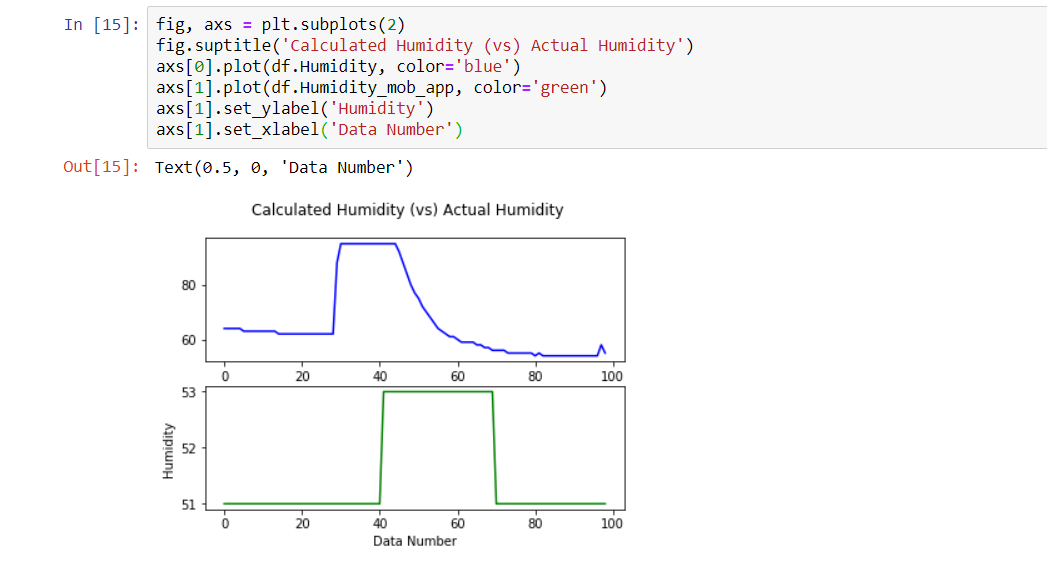 In [15]: fig, axs = plt.subplots(2)
fig.suptitle('Calculated Humidity (vs) Actual Humidity')
axs[0].plot(df.Humidity, color='blue')
axs[1].plot(df.Humidity_mob_app, color='green')
axs[1].set_ylabel('Humidity')
axs[1].set_xlabel('Data Number')
Out[15]: Text(0.5, 0, 'Data Number')
Calculated Humidity (vs) Actual Humidity
80
60
0 20 40 60 80 100
53
52
51
Humidity
0 20 40 60 80 100
Data Number